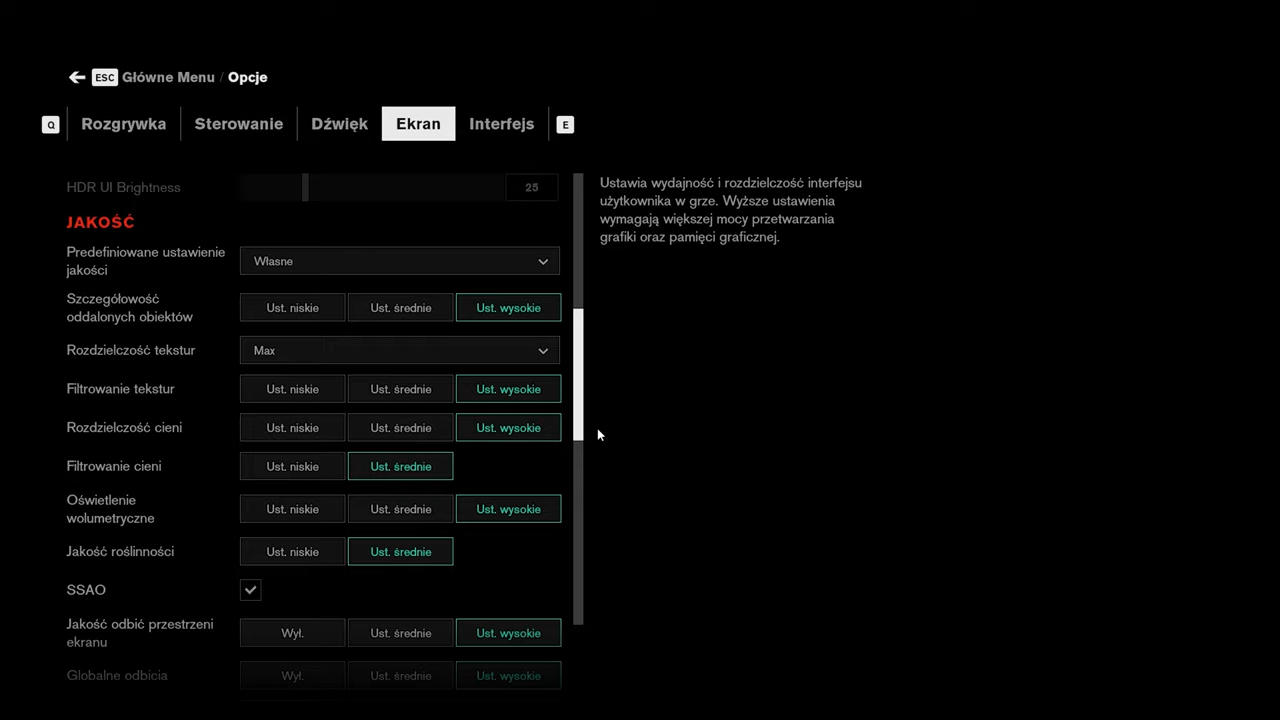 ESC Główne Menu / Opcje
Q Rozgrywka Sterowanie Dźwięk Ekran Interfejs E
HDR UI Brightness 25
JAKOŚĆ
Predefiniowane ustawienie
jakości
Własne
Szczegółowość
oddalonych obiektów
Ust. niskie Ust. średnie Ust. wysokie
Rozdzielczość tekstur Max
Filtrowanie tekstur Ust. niskie Ust. średnie Ust. wysokie
Rozdzielczość cieni Ust. niskie Ust. średnie Ust. wysokie
Filtrowanie cieni Ust. niskie Ust. średnie
Oświetlenie
wolumetryczne
Ust. niskie Ust. średnie Ust. wysokie
Jakość roślinności Ust. niskie Ust. średnie
SSAO
Jakość odbić przestrzeni
ekranu
Wył. Ust. średnie Ust. wysokie
Globalne odbicia Wył. Ust. średnie Ust. wysokie
Ustawia wydajność i rozdzielczość interfejsu
użytkownika w grze. Wyższe ustawienia
wymagają większej mocy przetwarzania
grafiki oraz pamięci graficznej.